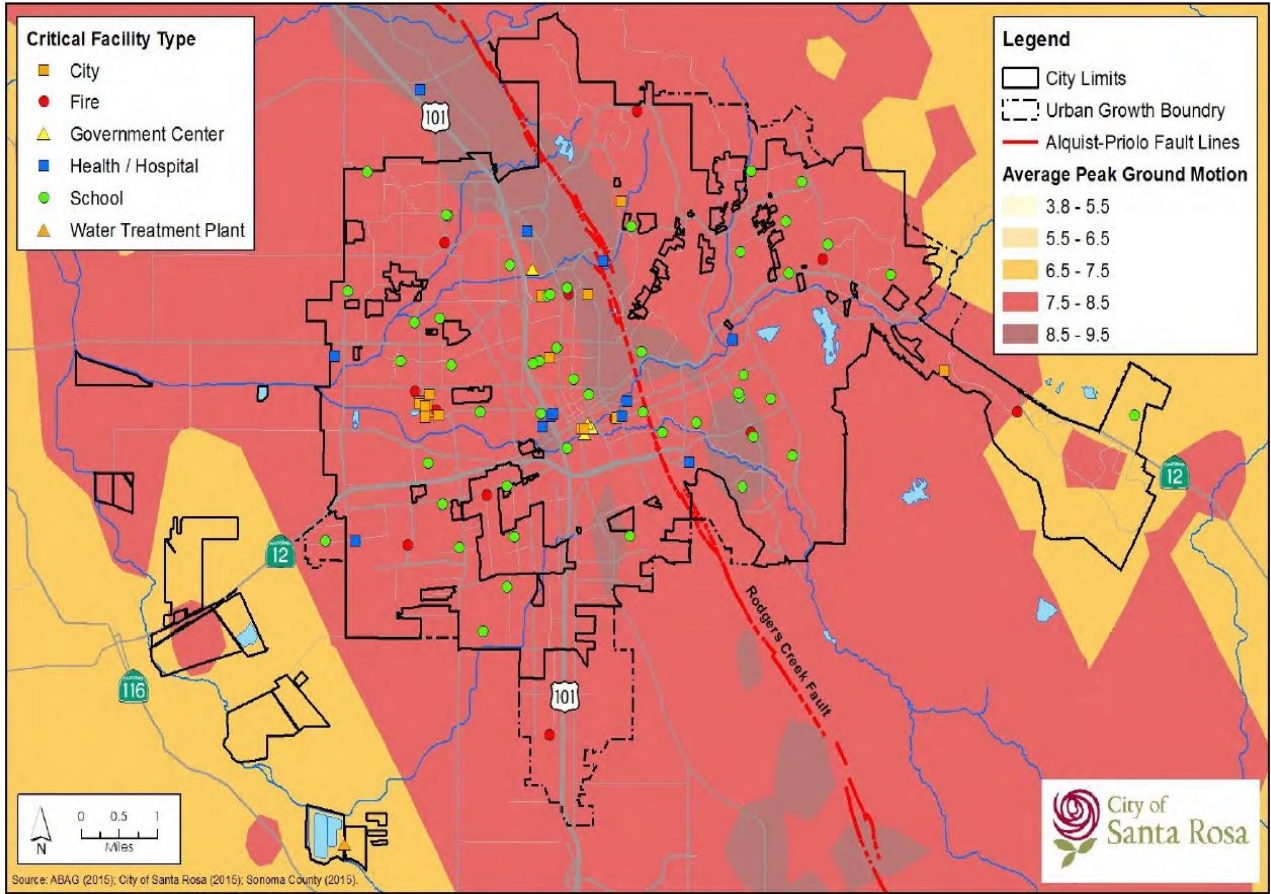 Critical Facility Type
City
Fire
Government Center
Health / Hospital
School
Water Treatment Plant
Legend
City Limits
Urban Growth Boundry
Alquist-Priolo Fault Lines
Average Peak Ground Motion
3.8 - 5.5
5.5 - 6.5
6.5 - 7.5
7.5 - 8.5
8.5 - 9.5
101
12
12
116
101
Rodgers Creek Fault
N
0 0.5 1
Miles
City of
Santa Rosa
Source: ABAG (2015); City of Santa Rosa (2015); Sonoma County (2015).